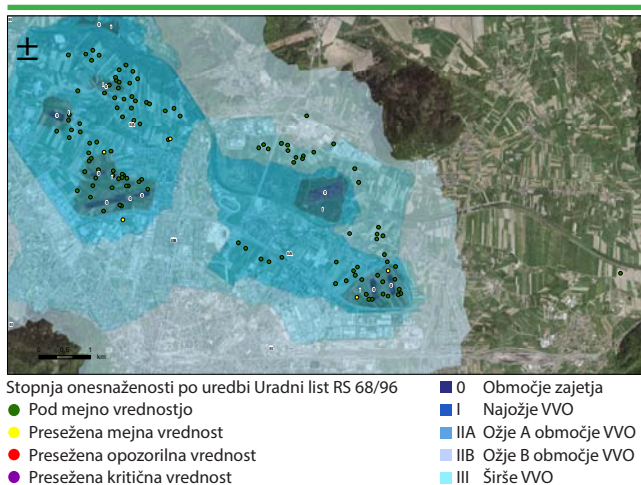 0 0,5 1
km
Stopnja onesnaženosti po uredbi Uradni list RS 68/96
Pod mejno vrednostjo
Presežena mejna vrednost
Presežena opozorilna vrednost
Presežena kritična vrednost
0 Območje zajetja
I Najožje VVO
IIA Ožje A območje VVO
IIB Ožje B območje VVO
III Širše VVO